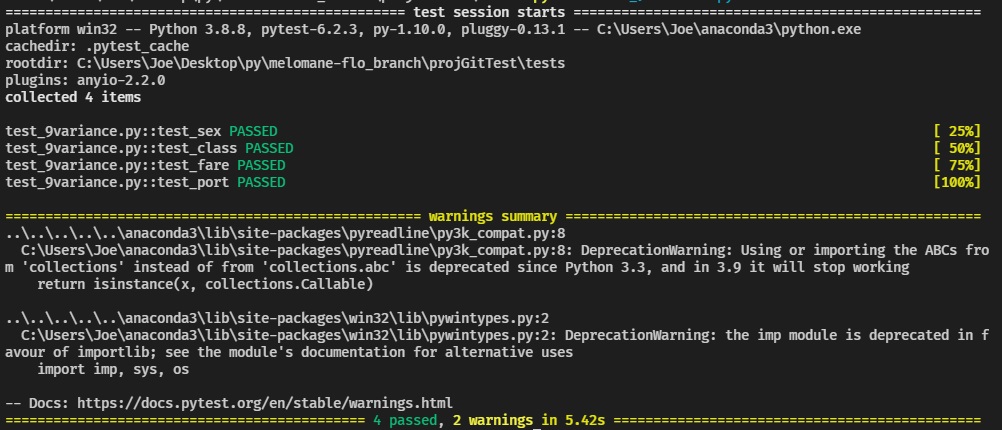 ============================================== test session starts ===============================================
platform win32 -- Python 3.8.8, pytest-6.2.3, py-1.10.0, pluggy-0.13.1 -- C:\Users\Joe\anaconda3\python.exe
cachedir: .pytest_cache
rootdir: C:\Users\Joe\Desktop\py\melomane-flo_branch\projGitTest\tests
plugins: anyio-2.2.0
collected 4 items
test_9variance.py::test_sex PASSED [ 25%]
test_9variance.py::test_class PASSED [ 50%]
test_9variance.py::test_fare PASSED [ 75%]
test_9variance.py::test_port PASSED [100%]
================================================ warnings summary ================================================
..\..\..\..\..\anaconda3\lib\site-packages\pyreadline\py3k_compat.py:8
C:\Users\Joe\anaconda3\lib\site-packages\pyreadline\py3k_compat.py:8: DeprecationWarning: Using or importing the ABCs fro
m 'collections' instead of from 'collections.abc' is deprecated since Python 3.3, and in 3.9 it will stop working
return isinstance(x, collections.Callable)
..\..\..\..\..\anaconda3\lib\site-packages\win32\lib\pywintypes.py:2
C:\Users\Joe\anaconda3\lib\site-packages\win32\lib\pywintypes.py:2: DeprecationWarning: the imp module is deprecated in f
avour of importlib; see the module's documentation for alternative uses
import imp, sys, os
-- Docs: https://docs.pytest.org/en/stable/warnings.html
========================================= 4 passed, 2 warnings in 5.42s ==========================================